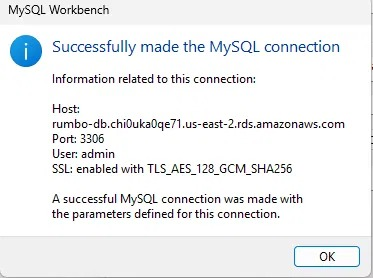 MySQL Workbench
Successfully made the MySQL connection
Information related to this connection:
Host:
rumbo-db.chi0uka0qe71.us-east-2.rds.amazonaws.com
Port: 3306
User: admin
SSL: enabled with TLS_AES_128_GCM_SHA256
A successful MySQL connection was made with
the parameters defined for this connection.
OK